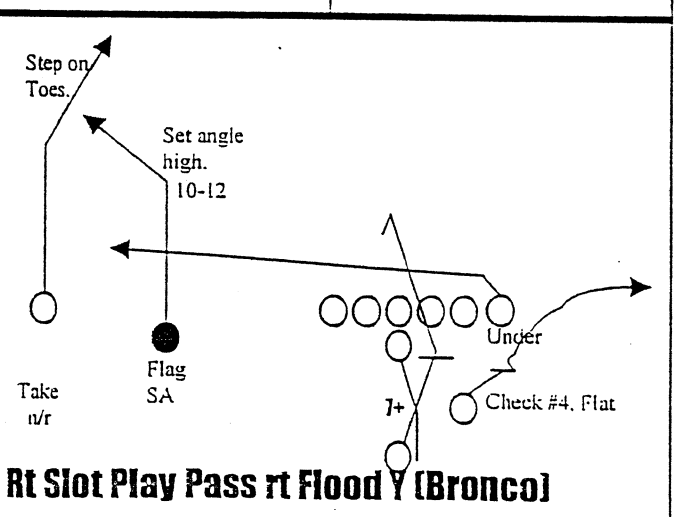 Step on
Toes.
Set angle
high.
10-12
Under
Flag
SA
Take
n/r
7+
Check #4, Flat
Rt Slot Play Pass rt Flood Y (Bronco)